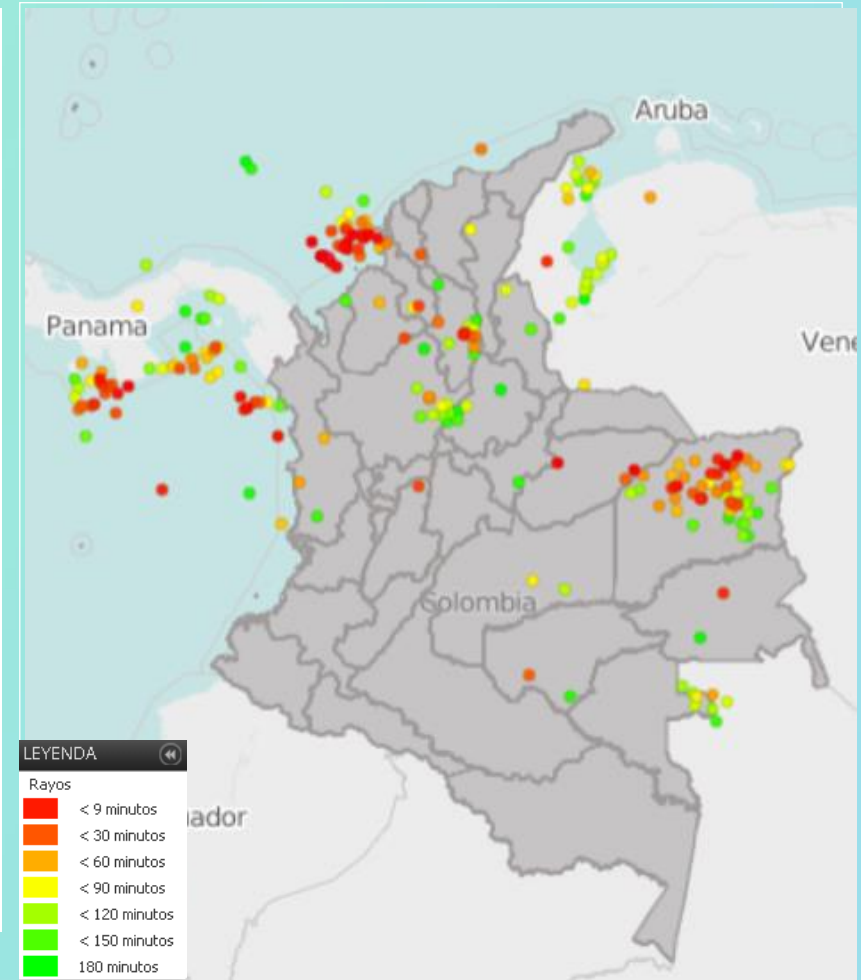 Aruba
Panama
Vene
Colombia
LEYENDA
Rayos
< 9 minutos
< 30 minutos
uador
< 60 minutos
< 90 minutos
< 120 minutos
< 150 minutos
180 minutos